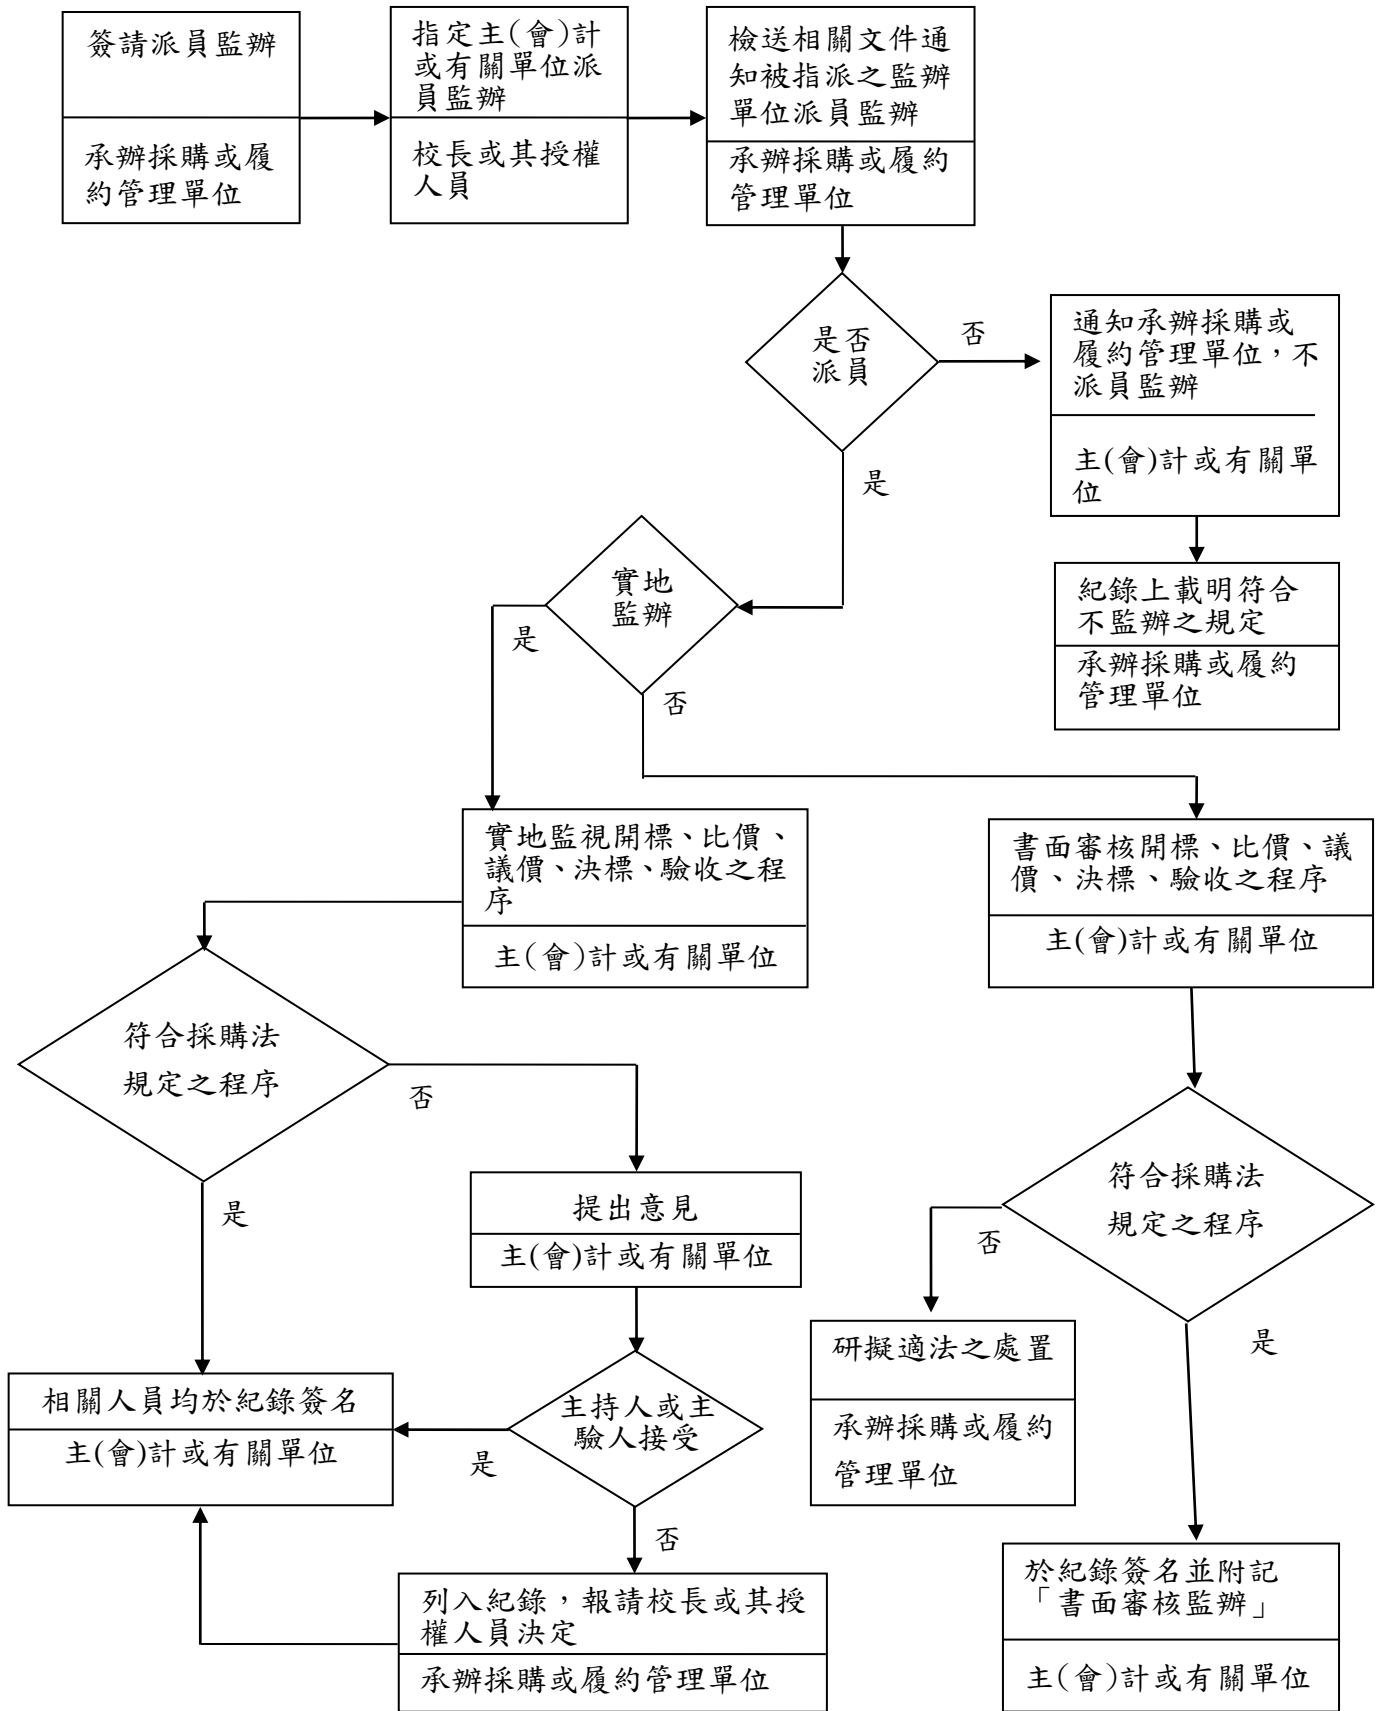 簽請派員監辦
承辦採購或履
約管理單位
指定主(會)計
或有關單位派
員監辦
校長或其授權
人員
檢送相關文件通
知被指派之監辦
單位派員監辦
承辦採購或履約
管理單位
是否
派員
否
通知承辦採購或
履約管理單位，不
派員監辦
主(會)計或有關單
位
是
紀錄上載明符合
不監辦之規定
承辦採購或履約
管理單位
實地
監辦
是
否
實地監視開標、比價、
議價、決標、驗收之程
序
主(會)計或有關單位
書面審核開標、比價、議
價、決標、驗收之程序
主(會)計或有關單位
符合採購法
規定之程序
否
是
提出意見
主(會)計或有關單位
符合採購法
規定之程序
否
是
研擬適法之處置
承辦採購或履約
管理單位
相關人員均於紀錄簽名
主(會)計或有關單位
主持人或主
驗人接受
是
否
列入紀錄，報請校長或其授
權人員決定
承辦採購或履約管理單位
於紀錄簽名並附記
「書面審核監辦」
主(會)計或有關單位